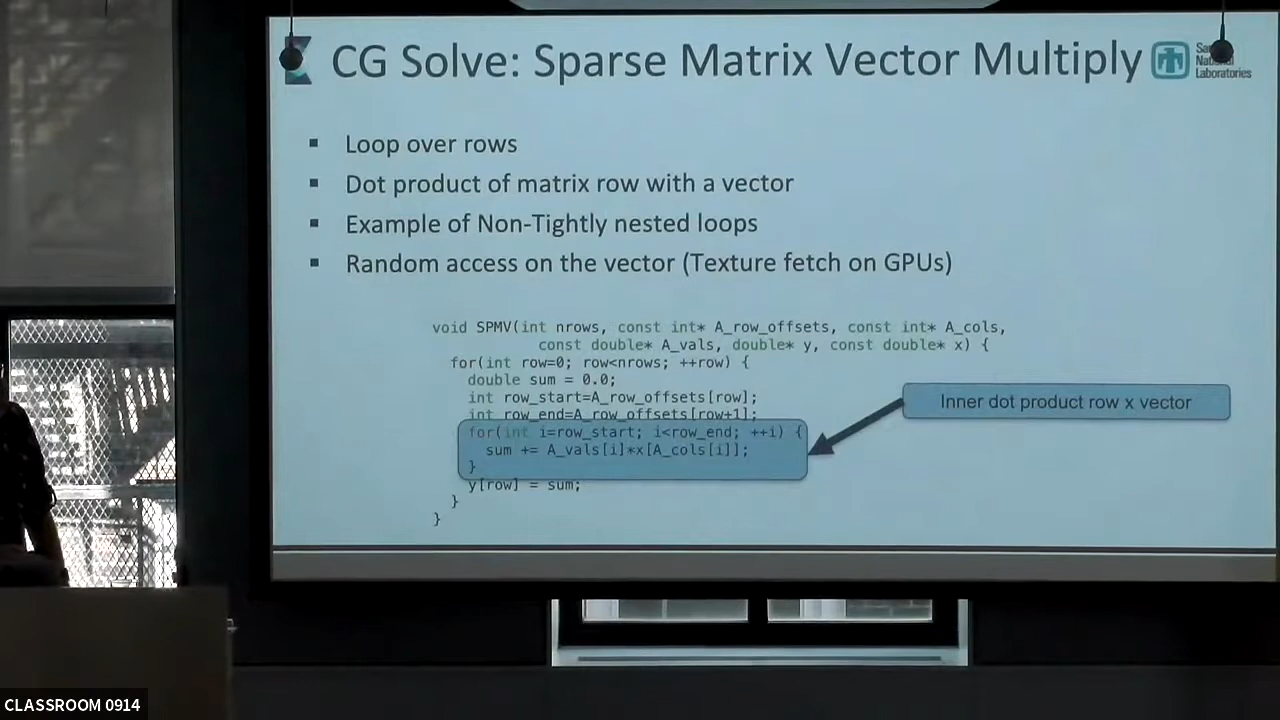 CG Solve: Sparse Matrix Vector Multiply
Laboratories
Loop over rows
Dot product of matrix row with a vector
Example of Non-Tightly nested loops
Random access on the vector (Texture fetch on GPUs)
void SPMV(int nrows, const int* A_row_offsets, const int* A_cols,
const double* A_vals, double* y, const double* x) {
for(int row=0; row<nrows; ++row) {
double sum = 0.0;
int row_start=A_row_offsets[row];
int row_end=A_row_offsets[row+1];
for(int i=row_start; i<row_end; ++i) {
sum += A_vals[i]*x[A_cols[i]];
}
y[row] = sum;
}
}
Inner dot product row x vector
CLASSROOM 0914